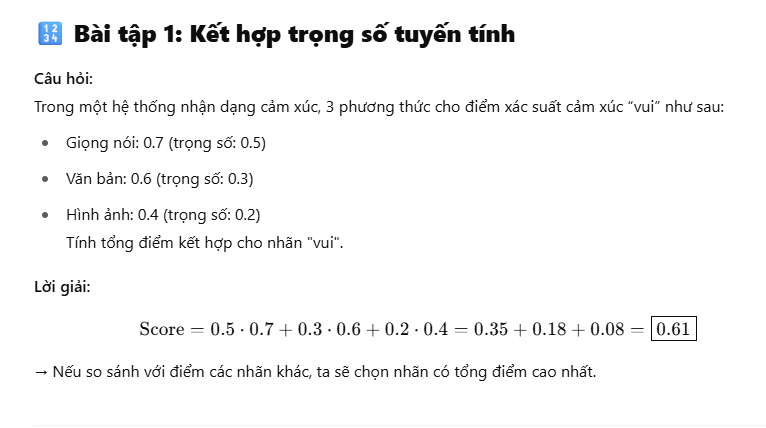 🔢 Bài tập 1: Kết hợp trọng số tuyến tính
Câu hỏi:
Trong một hệ thống nhận dạng cảm xúc, 3 phương thức cho điểm xác suất cảm xúc “vui” như sau:
• Giọng nói: 0.7 (trọng số: 0.5)
• Văn bản: 0.6 (trọng số: 0.3)
• Hình ảnh: 0.4 (trọng số: 0.2)
Tính tổng điểm kết hợp cho nhãn "vui".
Lời giải:
Score = 0.5 · 0.7 + 0.3 · 0.6 + 0.2 · 0.4 = 0.35 + 0.18 + 0.08 = 0.61
→ Nếu so sánh với điểm các nhãn khác, ta sẽ chọn nhãn có tổng điểm cao nhất.